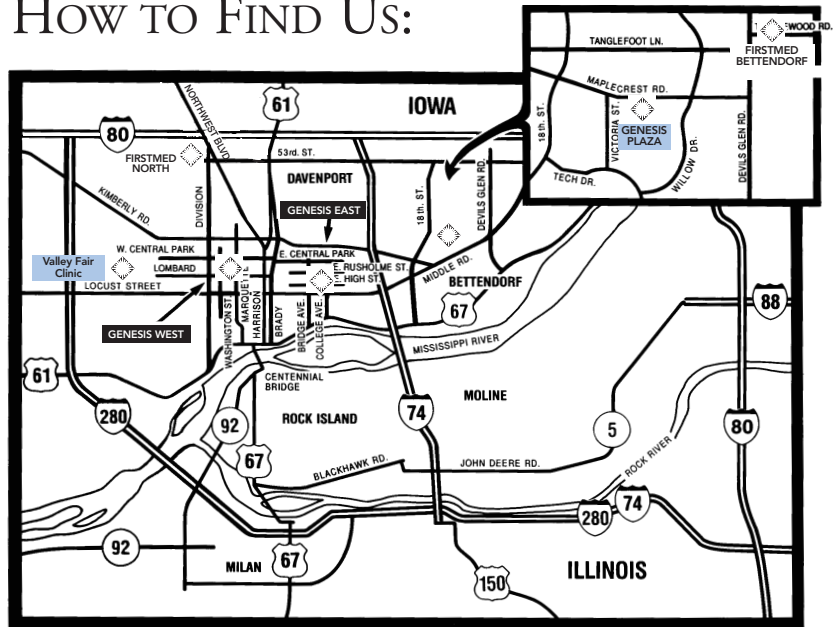 HOW TO FIND US:
EWOOD RD.
TANGLEFOOT LN.
FIRSTMED
BETTENDORF
MAPLECREST RD.
18th. ST.
VICTORIA ST.
GENESIS
PLAZA
DEVILS GLEN RD.
TECH DR.
WILLOW DR.
61
IOWA
NORTHWEST BLVD
80
FIRSTMED
NORTH
53rd. ST.
DAVENPORT
KIMBERLY RD.
DIVISION
GENESIS EAST
18th. ST.
DEVILS GLEN RD.
W. CENTRAL PARK
E. CENTRAL PARK
Valley Fair
Clinic
LOMBARD
E. RUSHOLME ST.
HIGH ST.
MIDDLE RD.
LOCUST STREET
BETTENDORF
GENESIS WEST
WASHINGTON ST.
MARQUETTE
HARRISON
BRADY
BRIDGE AVE.
COLLEGE AVE.
67
88
MISSISSIPPI RIVER
61
CENTENNIAL
BRIDGE
MOLINE
280
92
ROCK ISLAND
74
5
80
67
BLACKHAWK RD.
JOHN DEERE RD.
ROCK RIVER
280
74
92
MILAN
67
150
ILLINOIS